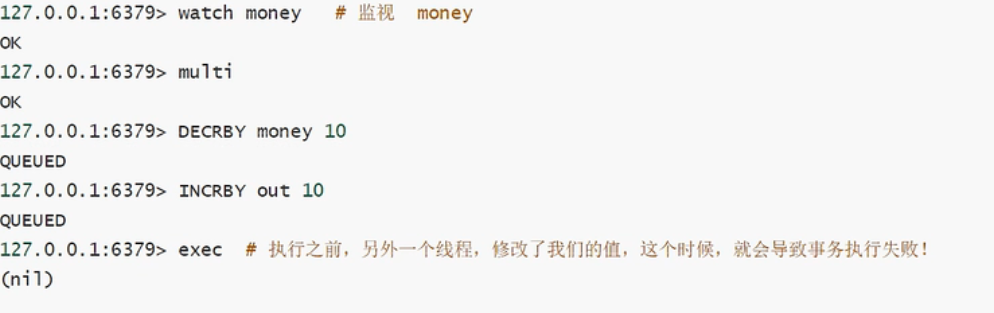 127.0.0.1:6379> watch money   # 监视  money
OK
127.0.0.1:6379> multi
OK
127.0.0.1:6379> DECRBY money 10
QUEUED
127.0.0.1:6379> INCRBY out 10
QUEUED
127.0.0.1:6379> exec  # 执行之前，另外一个线程，修改了我们的值，这个时候，就会导致事务执行失败！
(nil)